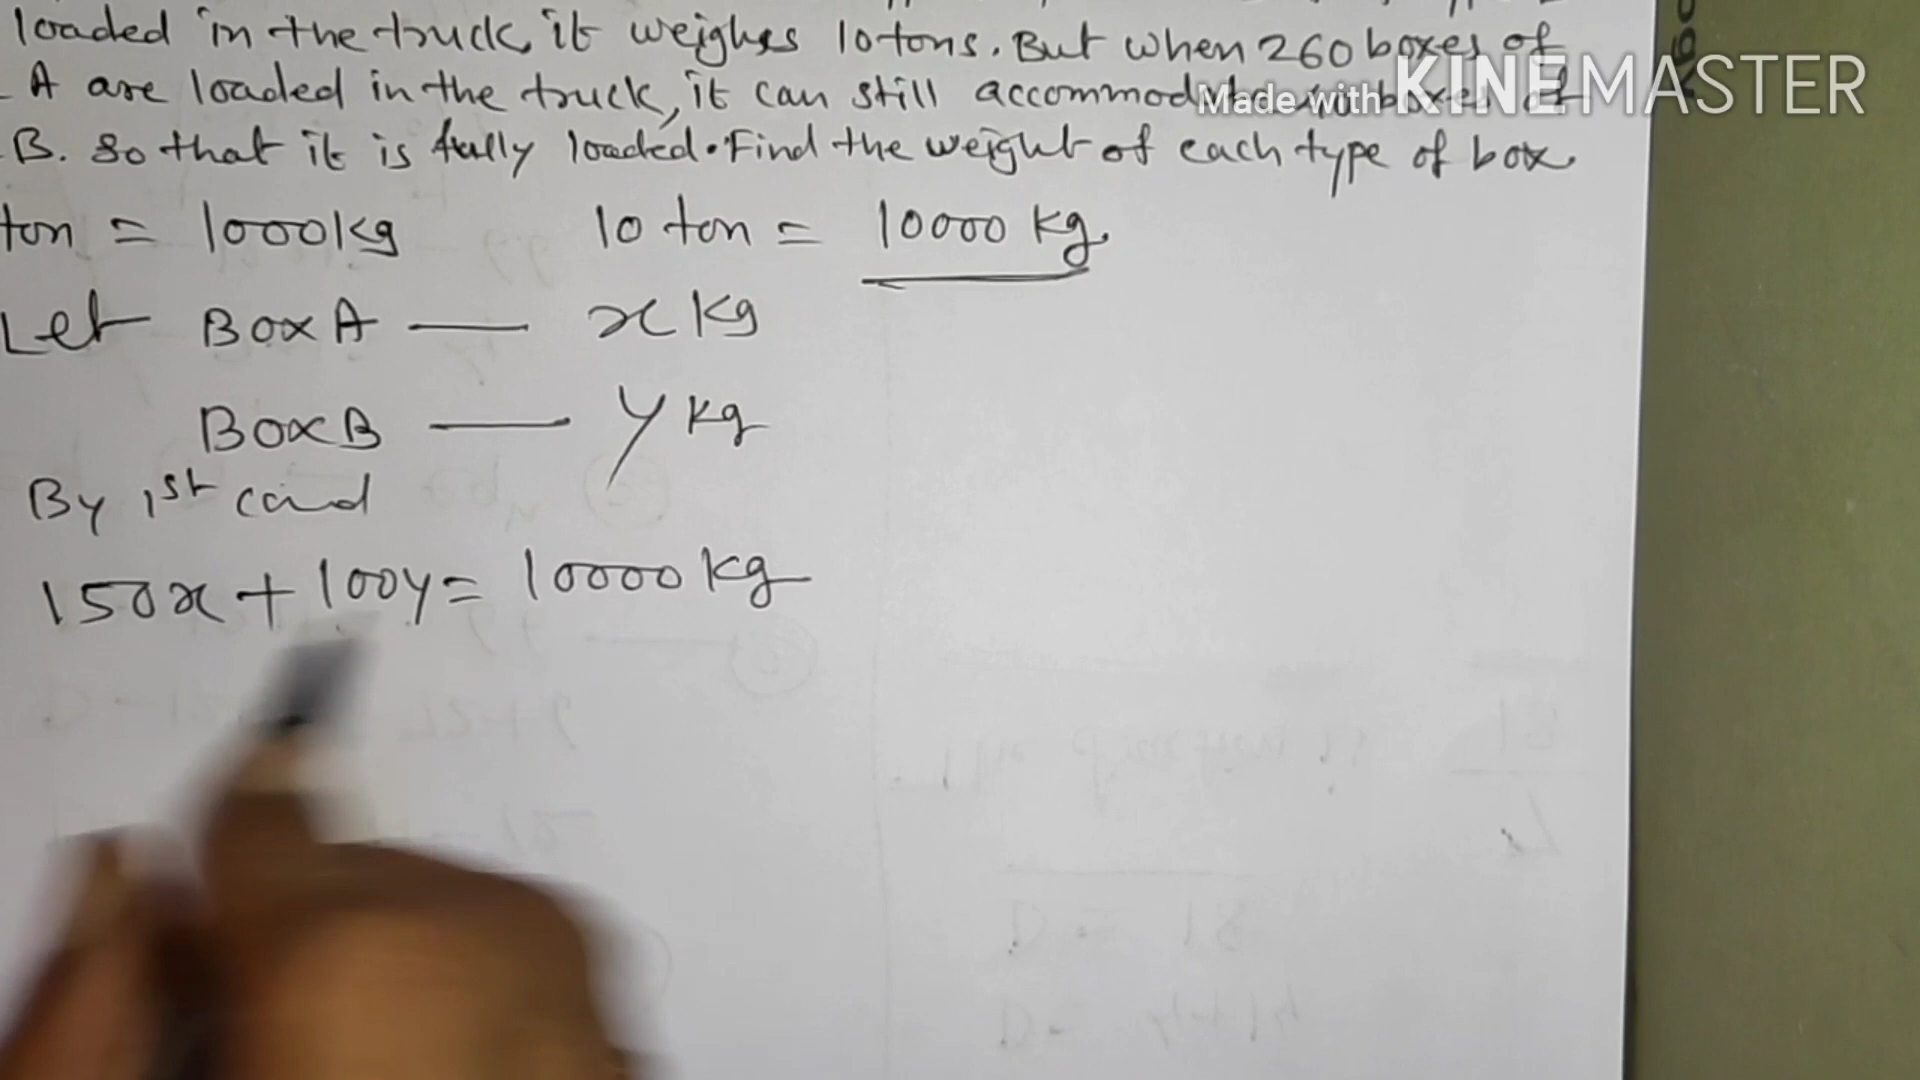 loaded in the truck, it weighs 10 tons. But when 260 boxes of
A are loaded in the truck, it can still accommod boxes of
Made with KINEMASTER
B. So that it is fully loaded. Find the weight of each type of box.
ton = 1000kg 10 ton = 10000 kg.
Let Box A — x kg
Box B — y kg
By 1st cond
150x + 100y = 10000 kg